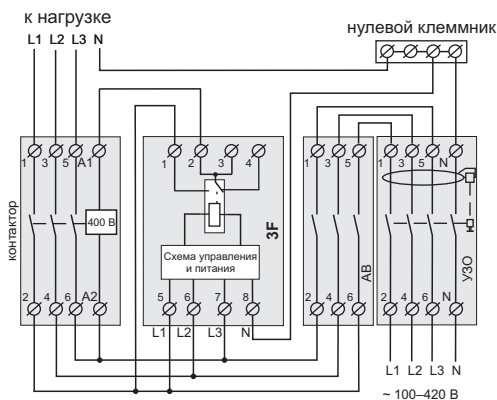 к нагрузке
нулевой клеммник
L1 L2 L3 N
1 3 5 A1
1 2 3 4
1 3 5
1 3 5 N
контактор
400 В
3F
Схема управления
и питания
АВ
УЗО
2 4 6 A2
5 6 7 8
2 4 6
2 4 6 N
L1 L2 L3 N
L1 L2 L3 N
~ 100–420 В